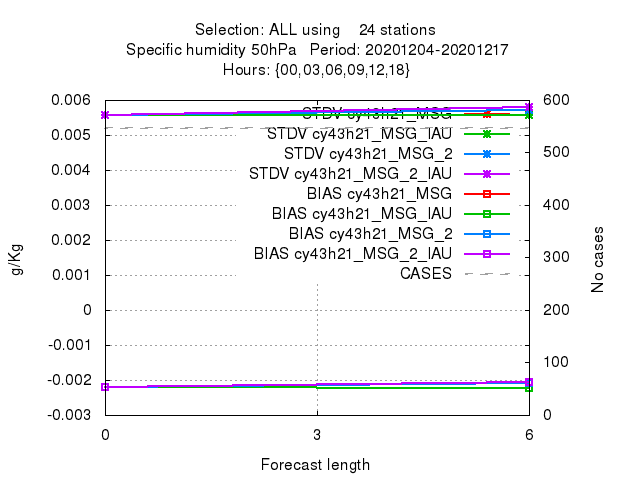 Selection: ALL using 24 stations
Specific humidity 50hPa Period: 20201204-20201217
Hours: {00,03,06,09,12,18}
0.006 600
STDV cy43h21_MSG
0.005 STDV cy43h21_MSG_IAU
500
STDV cy43h21_MSG_2
0.004 STDV cy43h21_MSG_2_IAU
BIAS cy43h21_MSG
0.003 400
BIAS cy43h21_MSG_IAU
0.002 BIAS cy43h21_MSG_2
BIAS cy43h21_MSG_2_IAU
300
0.001 CASES
g/Kg No cases
0 200
-0.001
100
-0.002
-0.003 0
0 3 6
Forecast length